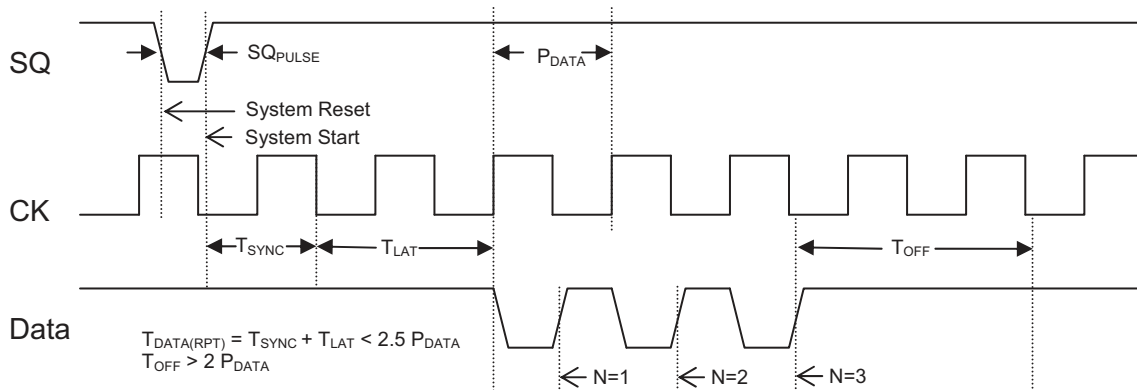 SQ
SQPULSE
PDATA
System Reset
System Start
CK
TSYNC
TLAT
TOFF
Data
TDATA(RPT) = TSYNC + TLAT < 2.5 PDATA
TOFF > 2 PDATA
N=1
N=2
N=3